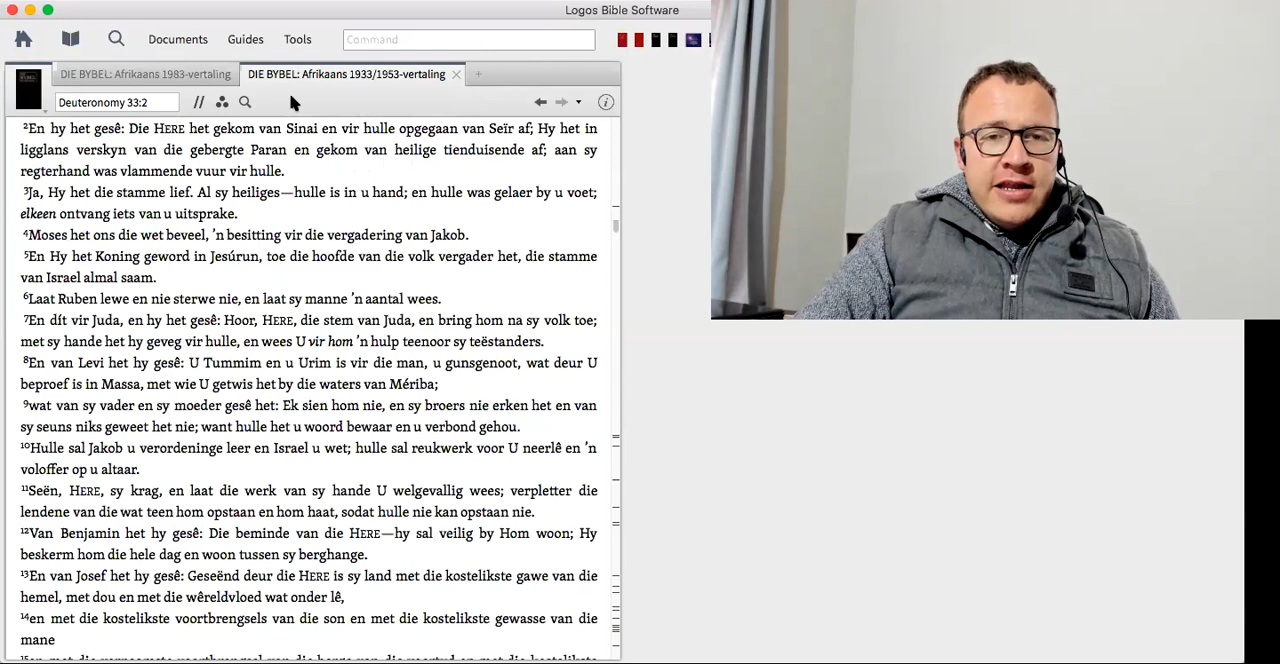 Logos Bible Software
Documents Guides Tools Command
DIE BYBEL: Afrikaans 1983-vertaling DIE BYBEL: Afrikaans 1933/1953-vertaling
Deuteronomy 33:2
²En hy het gesê: Die HERE het gekom van Sinai en vir hulle opgegaan van Seïr af; Hy het in
ligglans verskyn van die gebergte Paran en gekom van heilige tienduisende af; aan sy
regterhand was vlammende vuur vir hulle.
³Ja, Hy het die stamme lief. Al sy heiliges—hulle is in u hand; en hulle was gelaer by u voet;
elkeen ontvang iets van u uitsprake.
⁴Moses het ons die wet beveel, ’n besitting vir die vergadering van Jakob.
⁵En Hy het Koning geword in Jesúrun, toe die hoofde van die volk vergader het, die stamme
van Israel almal saam.
⁶Laat Ruben lewe en nie sterwe nie, en laat sy manne ’n aantal wees.
⁷En dít vir Juda, en hy het gesê: Hoor, HERE, die stem van Juda, en bring hom na sy volk toe;
met sy hande het hy geveg vir hulle, en wees U vir hom ’n hulp teenoor sy teëstanders.
⁸En van Levi het hy gesê: U Tummim en u Urim is vir die man, u gunsgenoot, wat deur U
beproef is in Massa, met wie U getwis het by die waters van Mériba;
⁹wat van sy vader en sy moeder gesê het: Ek sien hom nie, en sy broers nie erken het en van
sy seuns niks geweet het nie; want hulle het u woord bewaar en u verbond gehou.
¹⁰Hulle sal Jakob u verordeninge leer en Israel u wet; hulle sal reukwerk voor U neerlê en ’n
voloffer op u altaar.
¹¹Seën, HERE, sy krag, en laat die werk van sy hande U welgevallig wees; verpletter die
lendene van die wat teen hom opstaan en hom haat, sodat hulle nie kan opstaan nie.
¹²Van Benjamin het hy gesê: Die beminde van die HERE—hy sal veilig by Hom woon; Hy
beskerm hom die hele dag en woon tussen sy berghange.
¹³En van Josef het hy gesê: Geseënd deur die HERE is sy land met die kostelikste gawe van die
hemel, met dou en met die wêreldvloed wat onder lê,
¹⁴en met die kostelikste voortbrengsels van die son en met die kostelikste gewasse van die
mane